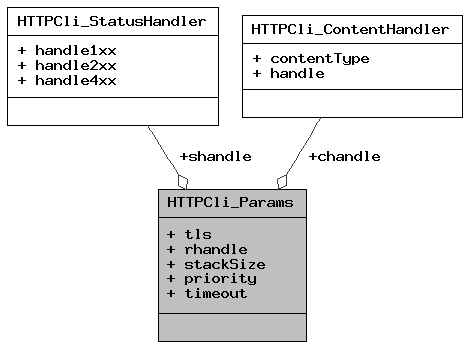 HTTPCli_StatusHandler
+ handle1xx
+ handle2xx
+ handle4xx
HTTPCli_ContentHandler
+ contentType
+ handle
+shandle
+chandle
HTTPCli_Params
+ tls
+ rhandle
+ stackSize
+ priority
+ timeout